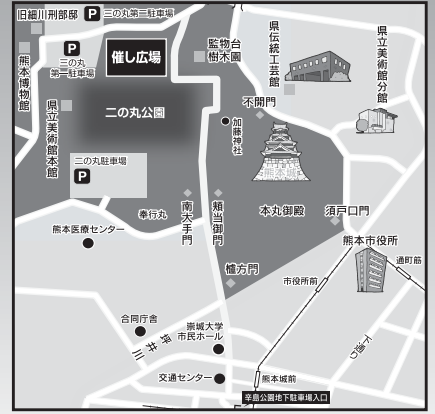 旧細川刑部邸 P 三の丸第二駐車場
P
三の丸
第一駐車場
催し広場
監物台
樹木園
県伝統工芸館
県立美術館分館
熊本博物館
県立美術館本館
二の丸公園
不開門
加藤神社
熊本城
二の丸駐車場
P
奉行丸
南大手門
頬当御門
本丸御殿
須戸口門
熊本医療センター
熊本市役所
櫨方門
通町筋
市役所前
合同庁舎
坪井川
崇城大学
市民ホール
下通り
交通センター
熊本城前
辛島公園地下駐車場入口